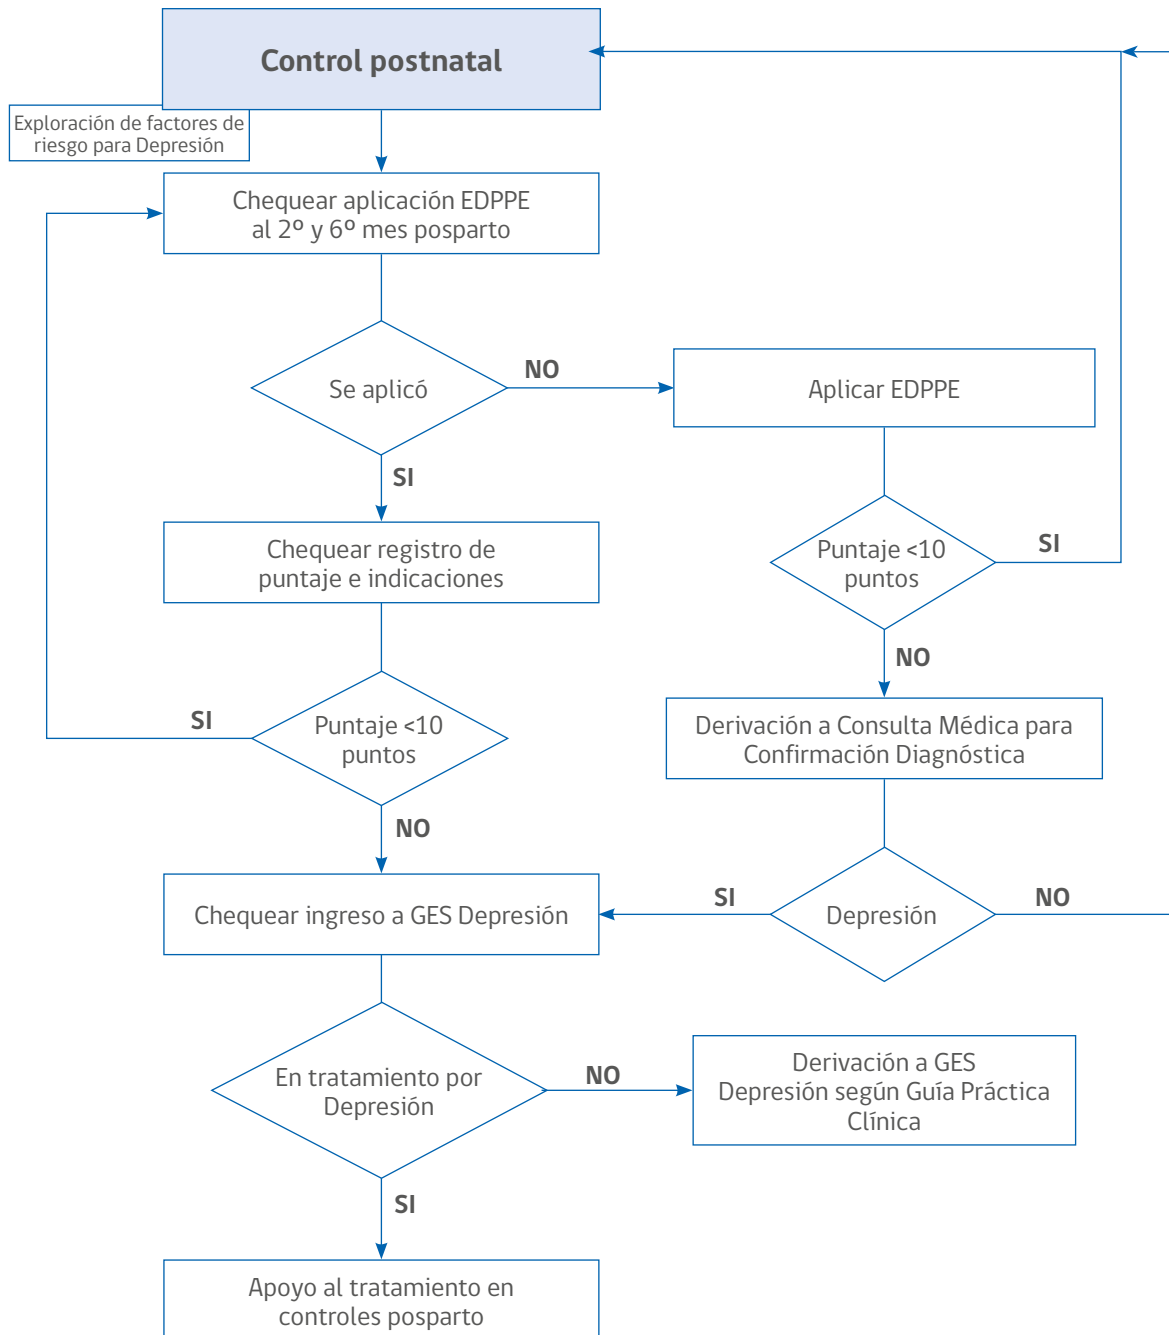 Control postnatal
Exploración de factores de
riesgo para Depresión
Chequear aplicación EDPPE
al 2º y 6º mes posparto
Se aplicó
NO
Aplicar EDPPE
SI
Chequear registro de
puntaje e indicaciones
Puntaje <10
puntos
SI
NO
Derivación a Consulta Médica para
Confirmación Diagnóstica
SI
Puntaje <10
puntos
NO
Chequear ingreso a GES Depresión
SI
Depresión
NO
En tratamiento por
Depresión
NO
Derivación a GES
Depresión según Guía Práctica
Clínica
SI
Apoyo al tratamiento en
controles posparto